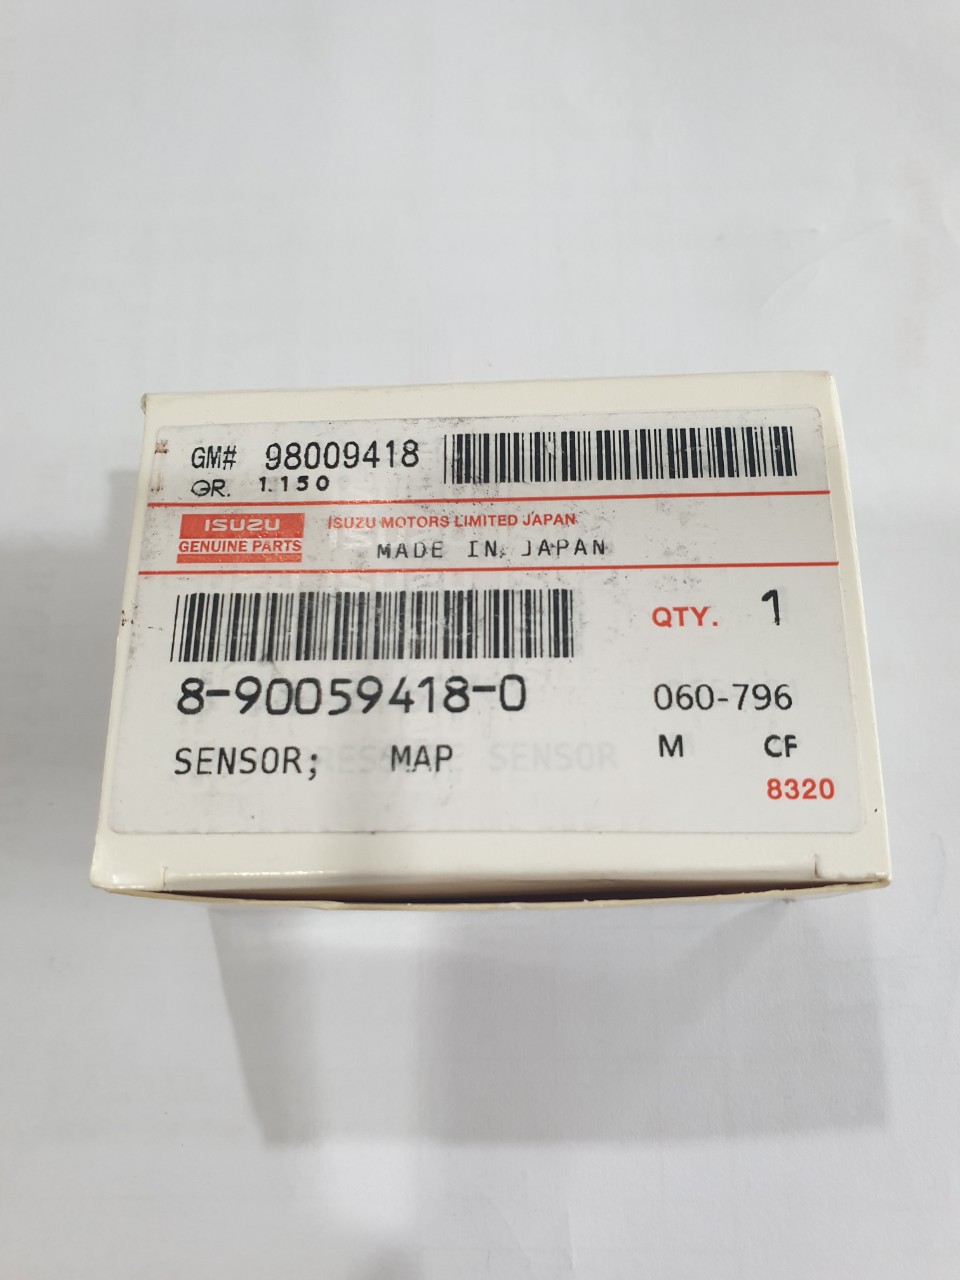 GM# 98009418
GR. 1.150
ISUZU
GENUINE PARTS
ISUZU MOTORS LIMITED JAPAN
MADE IN JAPAN
QTY. 1
8-90059418-0
060-796
SENSOR; MAP
M CF
8320